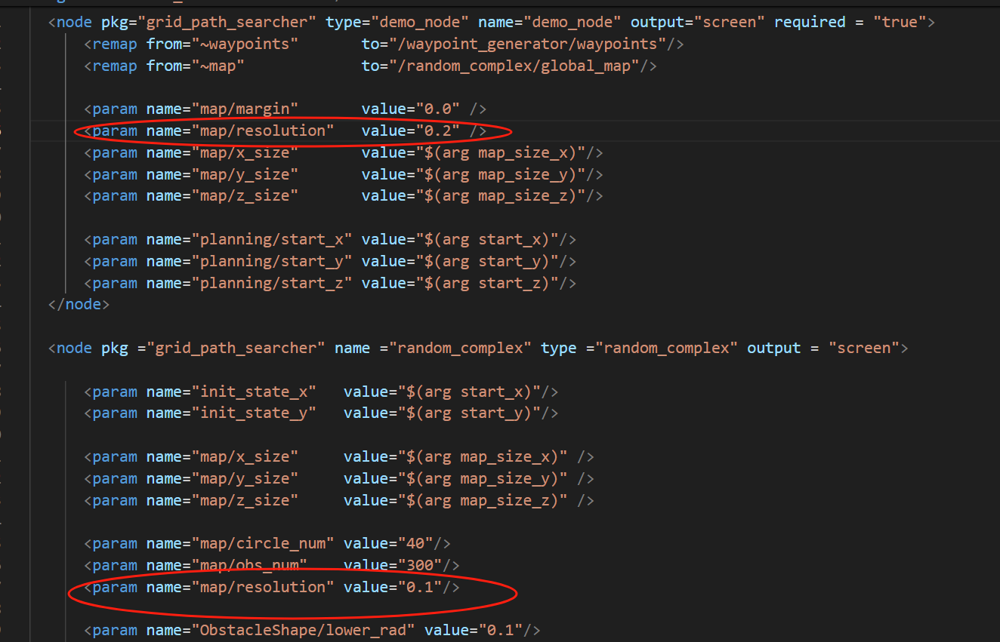 <node pkg="grid_path_searcher" type="demo_node" name="demo_node" output="screen" required = "true">
<remap from="~waypoints" to="/waypoint_generator/waypoints"/>
<remap from="~map" to="/random_complex/global_map"/>
<param name="map/margin" value="0.0" />
<param name="map/resolution" value="0.2" />
<param name="map/x_size" value="$(arg map_size_x)"/>
<param name="map/y_size" value="$(arg map_size_y)"/>
<param name="map/z_size" value="$(arg map_size_z)"/>
<param name="planning/start_x" value="$(arg start_x)"/>
<param name="planning/start_y" value="$(arg start_y)"/>
<param name="planning/start_z" value="$(arg start_z)"/>
</node>
<node pkg ="grid_path_searcher" name ="random_complex" type ="random_complex" output = "screen">
<param name="init_state_x" value="$(arg start_x)"/>
<param name="init_state_y" value="$(arg start_y)"/>
<param name="map/x_size" value="$(arg map_size_x)" />
<param name="map/y_size" value="$(arg map_size_y)" />
<param name="map/z_size" value="$(arg map_size_z)" />
<param name="map/circle_num" value="40"/>
<param name="map/obs_num" value="300"/>
<param name="map/resolution" value="0.1"/>
<param name="ObstacleShape/lower_rad" value="0.1"/>